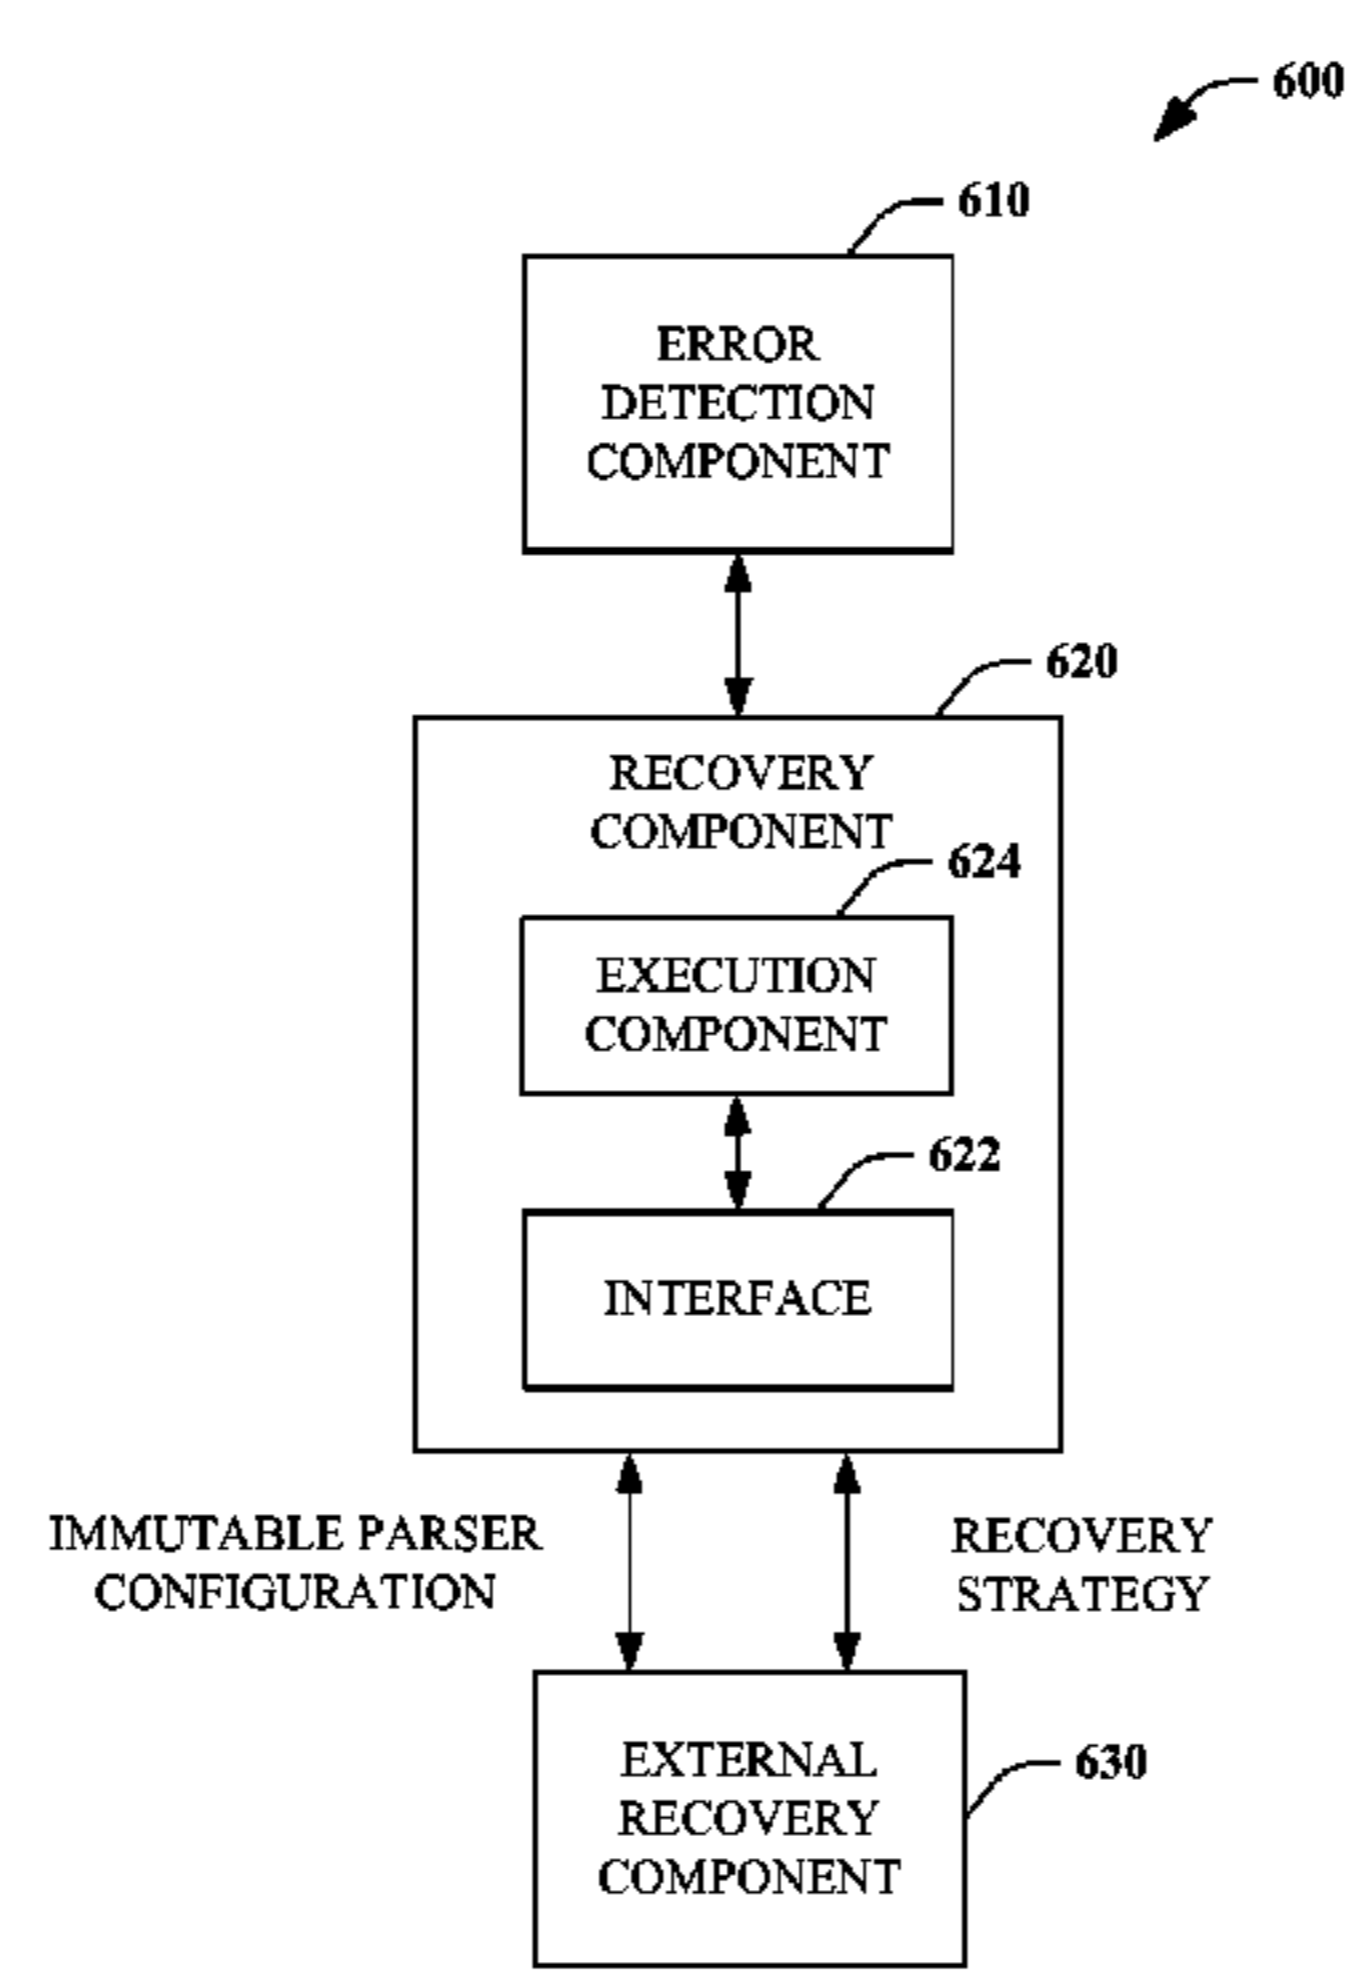 600
610
ERROR
DETECTION
COMPONENT
620
RECOVERY
COMPONENT
624
EXECUTION
COMPONENT
622
INTERFACE
IMMUTABLE PARSER
CONFIGURATION
RECOVERY
STRATEGY
EXTERNAL
RECOVERY
COMPONENT
630